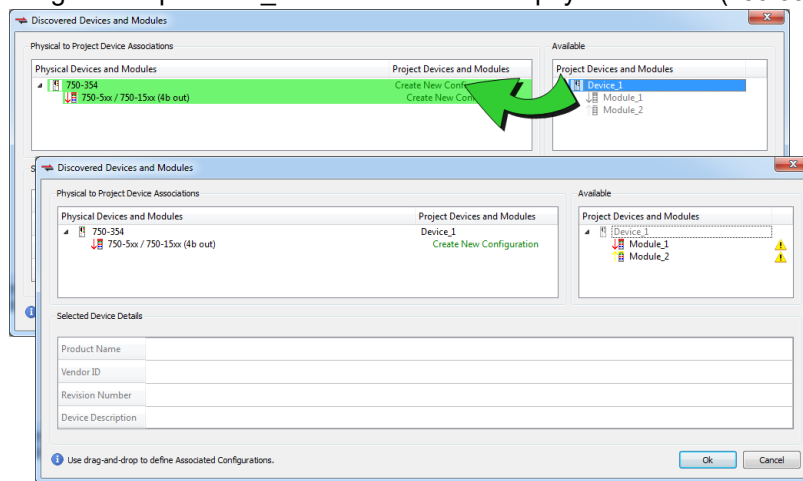 Discovered Devices and Modules
Physical to Project Device Associations
Available
Physical Devices and Modules Project Devices and Modules
Project Devices and Modules
750-354 Create New Conf
Device_1
750-5xx / 750-15xx (4b out) Create New Con
Module_1
Module_2
Discovered Devices and Modules
Physical to Project Device Associations
Available
Physical Devices and Modules Project Devices and Modules
Project Devices and Modules
750-354 Device_1
Device_1
750-5xx / 750-15xx (4b out) Create New Configuration
Module_1
Module_2
Selected Device Details
Product Name
Vendor ID
Revision Number
Device Description
Use drag-and-drop to define Associated Configurations.
Ok Cancel